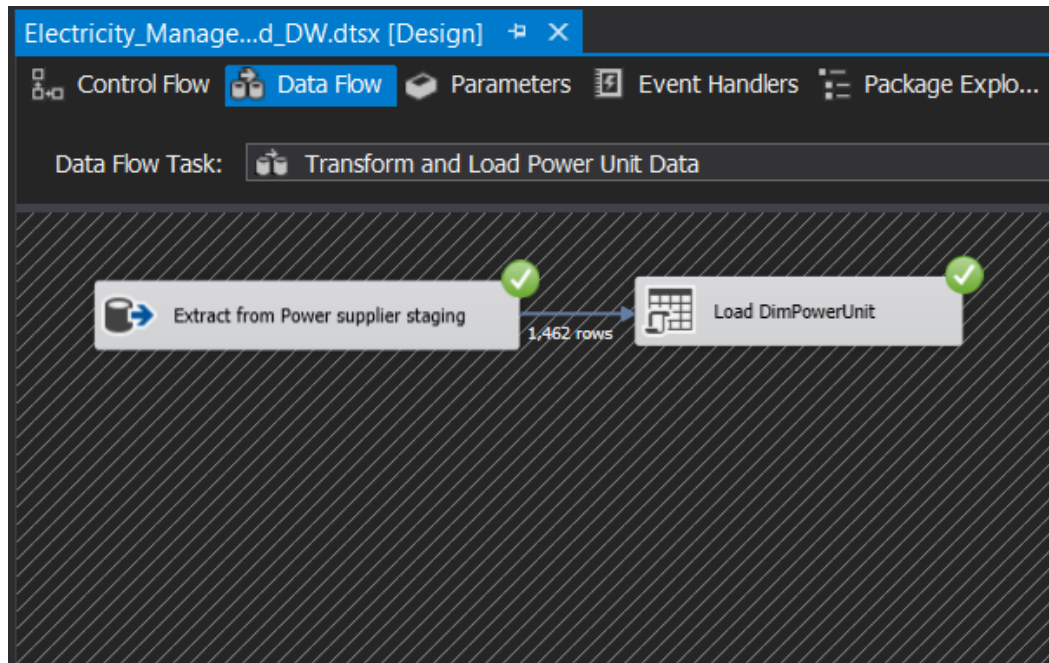 Electricity_Manage...d_DW.dtsx [Design]
Control Flow Data Flow Parameters Event Handlers Package Explo...
Data Flow Task: Transform and Load Power Unit Data
Extract from Power supplier staging
1,462 rows
Load DimPowerUnit